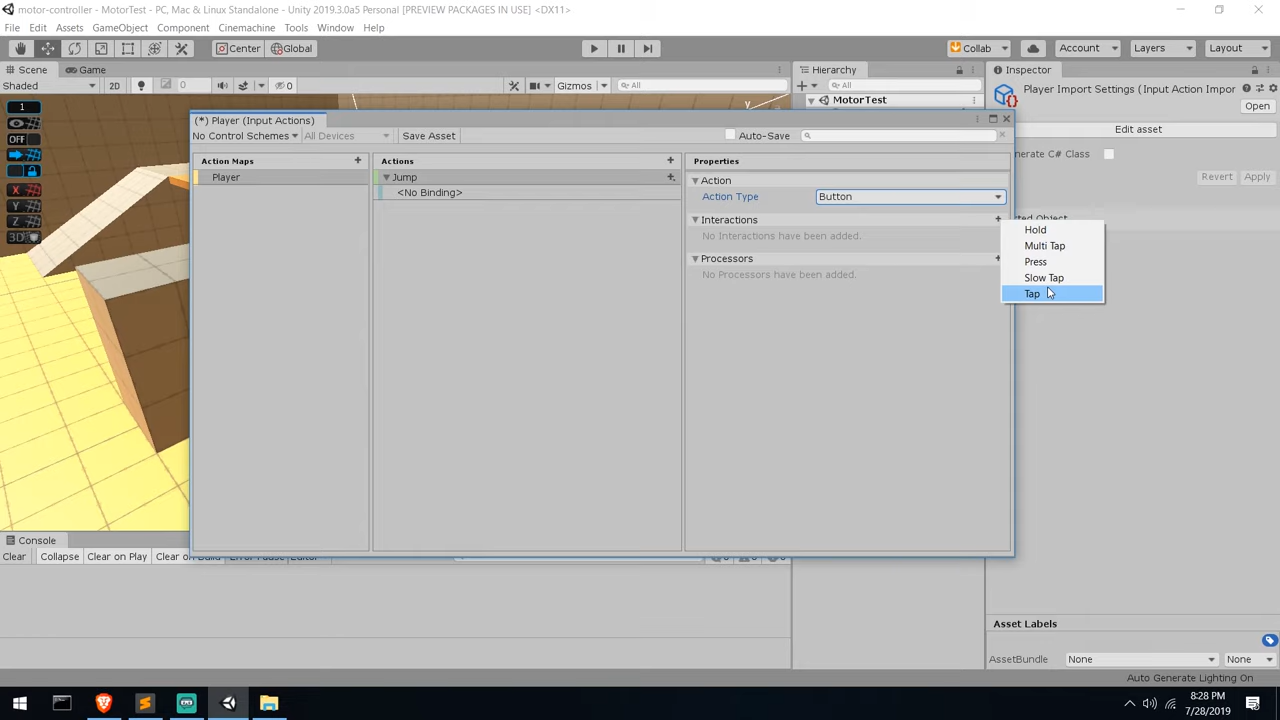 motor-controller - MotorTest - PC, Mac & Linux Standalone - Unity 2019.3.0a5 Personal [PREVIEW PACKAGES IN USE] <DX11>
File Edit Assets GameObject Component Cinemachine Tools Window Help
Center Global Collab Account Layers Layout
Scene Game Hierarchy Inspector
Shaded 2D 0 0 Gizmos All All
MotorTest
Player Import Settings (Input Action Impor
Open
1
OFF
X
Y
Z
3D
(*) Player (Input Actions)
No Control Schemes All Devices Save Asset Auto-Save
Edit asset
Action Maps Actions Properties
nerate C# Class
Player Jump Action
Revert Apply
<No Binding> Action Type Button
Interactions
No Interactions have been added.
Processors
No Processors have been added.
Hold
Multi Tap
Press
Slow Tap
Tap
Console
Clear Collapse Clear on Play
Asset Labels
AssetBundle None None
Auto Generate Lighting On
8:28 PM
7/28/2019